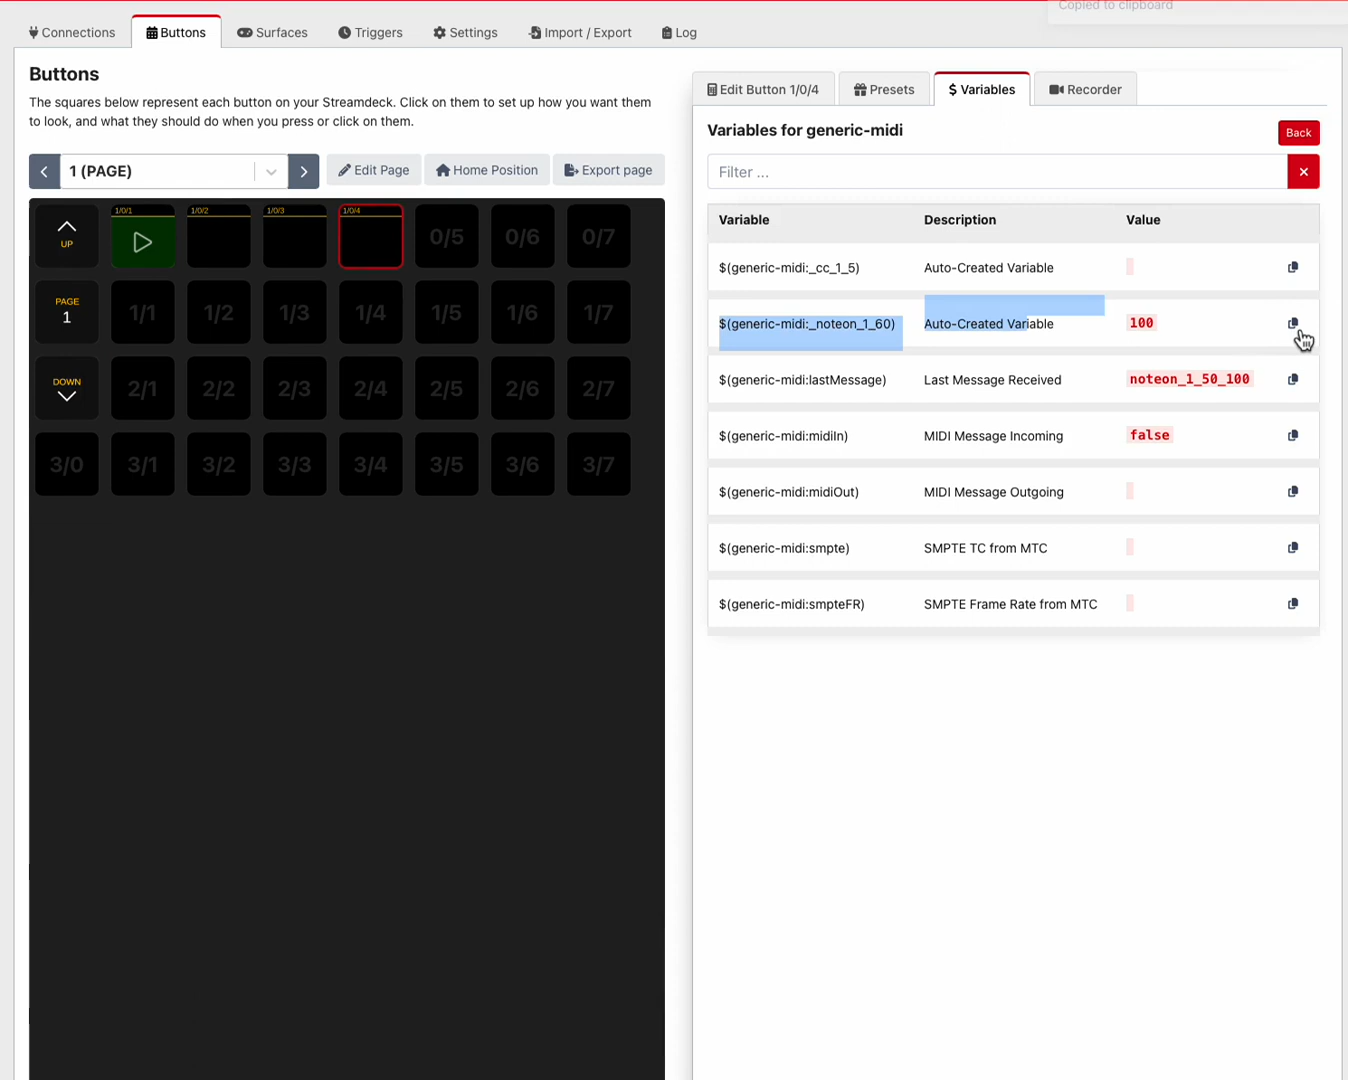 Copied to clipboard
Connections
Buttons
Surfaces
Triggers
Settings
Import / Export
Log
Buttons
The squares below represent each button on your Streamdeck. Click on them to set up how you want them
to look, and what they should do when you press or click on them.
1 (PAGE)
Edit Page
Home Position
Export page
UP
1/0/1
1/0/2
1/0/3
1/0/4
0/5
0/6
0/7
PAGE
1
1/1
1/2
1/3
1/4
1/5
1/6
1/7
DOWN
2/1
2/2
2/3
2/4
2/5
2/6
2/7
3/0
3/1
3/2
3/3
3/4
3/5
3/6
3/7
Edit Button 1/0/4
Presets
$ Variables
Recorder
Variables for generic-midi
Back
Filter ...
Variable Description Value
$(generic-midi:_cc_1_5) Auto-Created Variable
$(generic-midi:_noteon_1_60) Auto-Created Variable 100
$(generic-midi:lastMessage) Last Message Received noteon_1_50_100
$(generic-midi:midiIn) MIDI Message Incoming false
$(generic-midi:midiOut) MIDI Message Outgoing
$(generic-midi:smpte) SMPTE TC from MTC
$(generic-midi:smpteFR) SMPTE Frame Rate from MTC